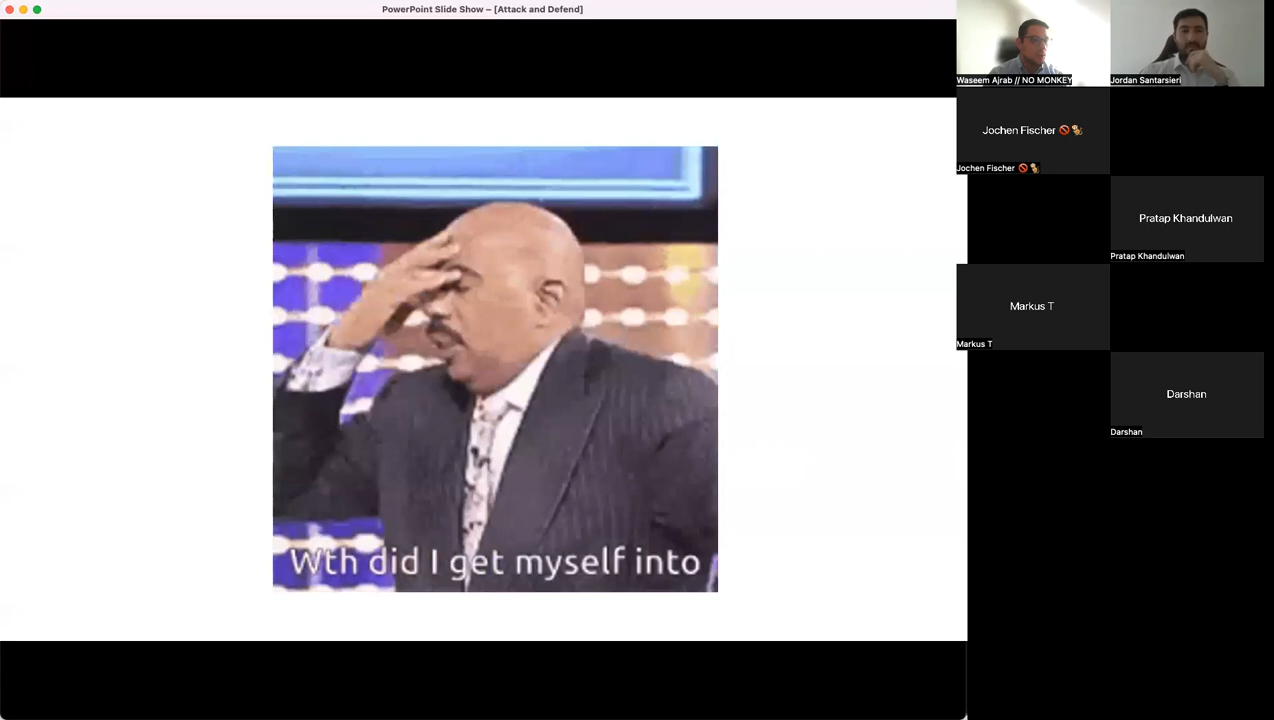 PowerPoint Slide Show – [Attack and Defend]
Wth did I get myself into
Waseem Ajrab // NO MONKEY
Jordan Santarsieri
Jochen Fischer 🚫🐒
Jochen Fischer 🚫🐒
Pratap Khandulwan
Pratap Khandulwan
Markus T
Markus T
Darshan
Darshan